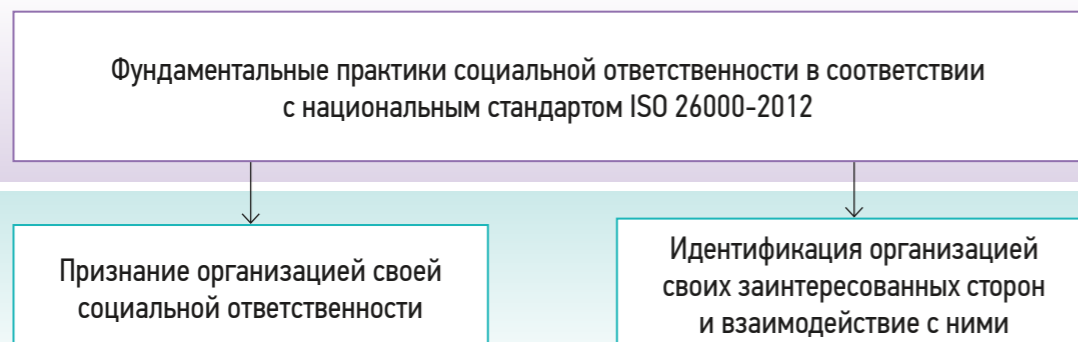 Фундаментальные практики социальной ответственности в соответствии
с национальным стандартом ISO 26000-2012
Признание организацией своей
социальной ответственности
Идентификация организацией
своих заинтересованных сторон
и взаимодействие с ними